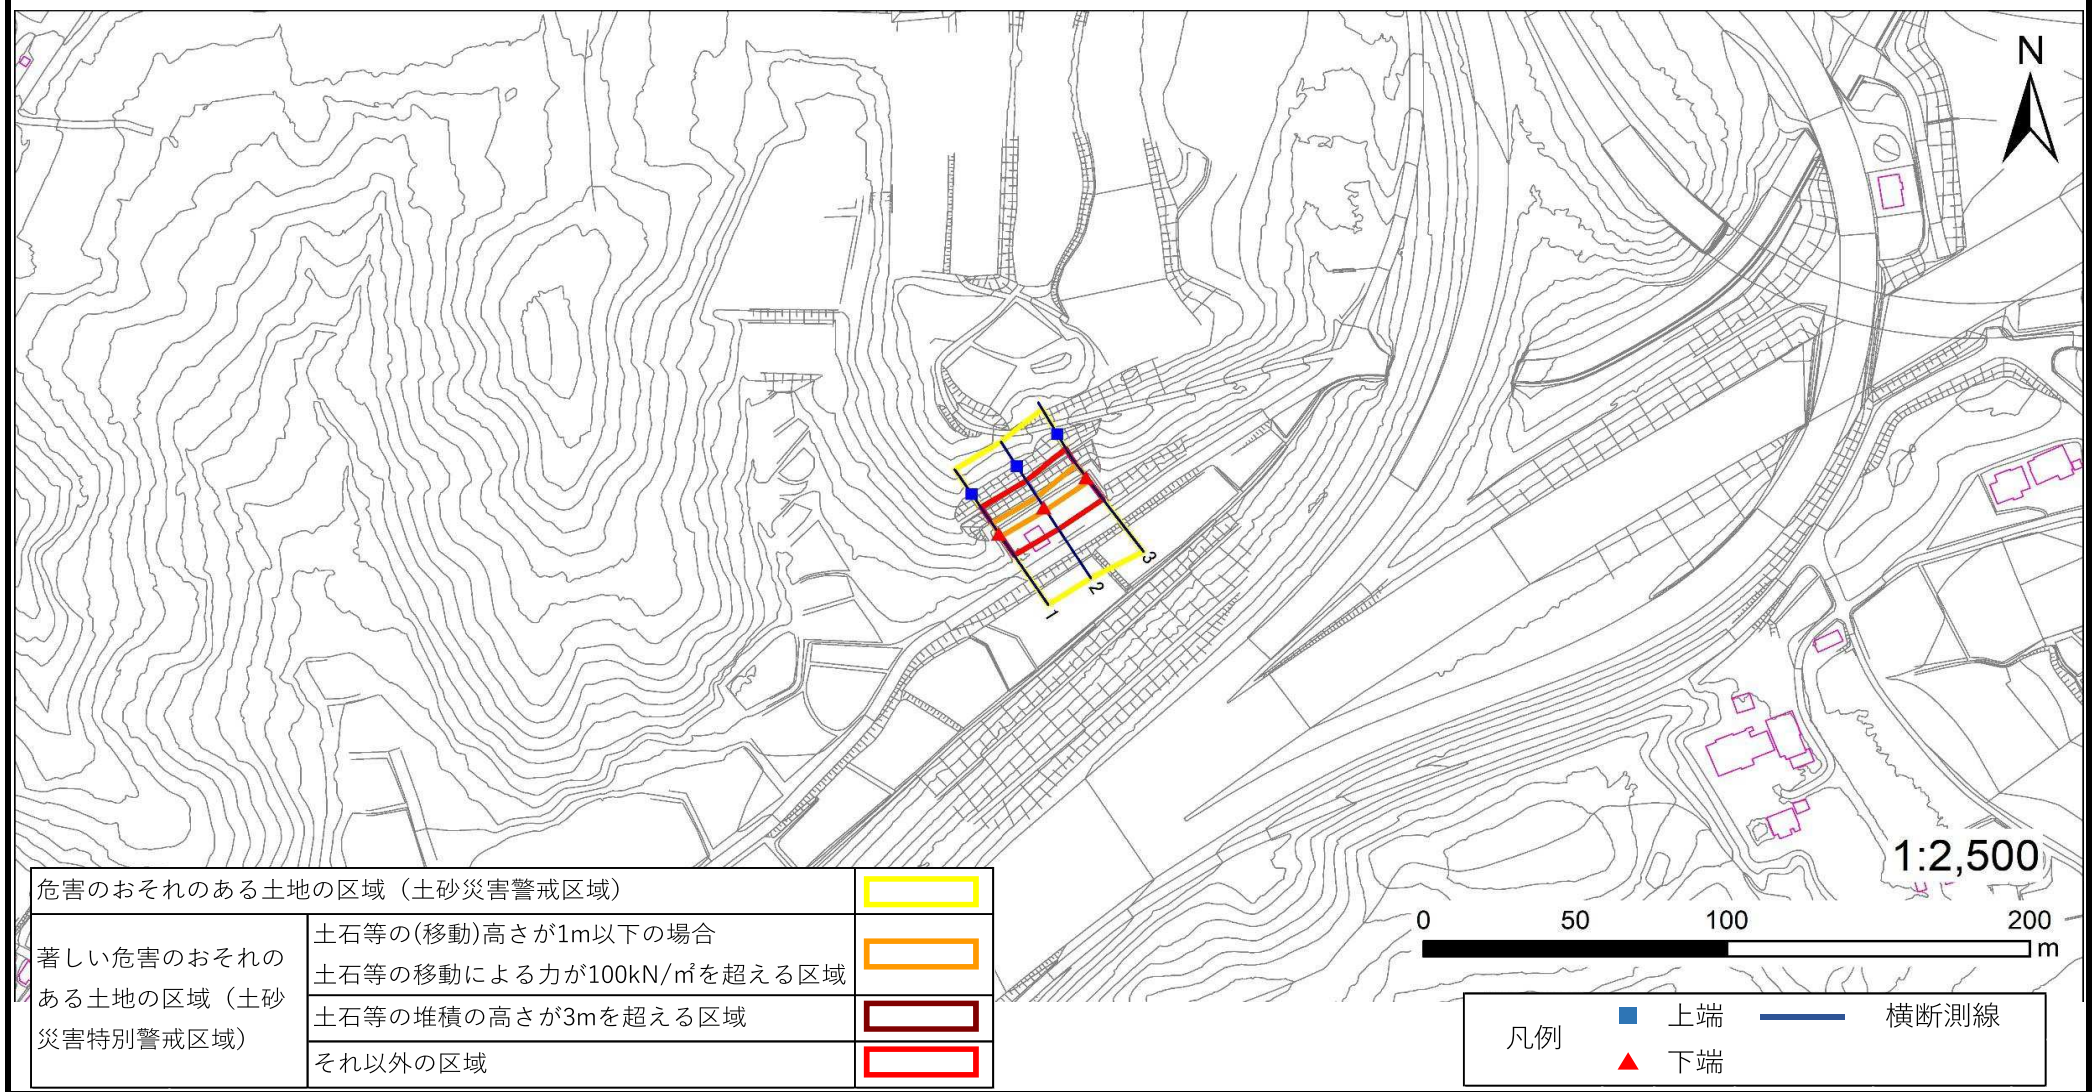 N
3
2
1
1:2,500
0 50 100 200
m
危害のおそれのある土地の区域（土砂災害警戒区域）
著しい危害のおそれの
ある土地の区域（土砂
災害特別警戒区域）
土石等の(移動)高さが1m以下の場合
土石等の移動による力が100kN/㎡を超える区域
土石等の堆積の高さが3mを超える区域
それ以外の区域
凡例
上端
横断測線
下端